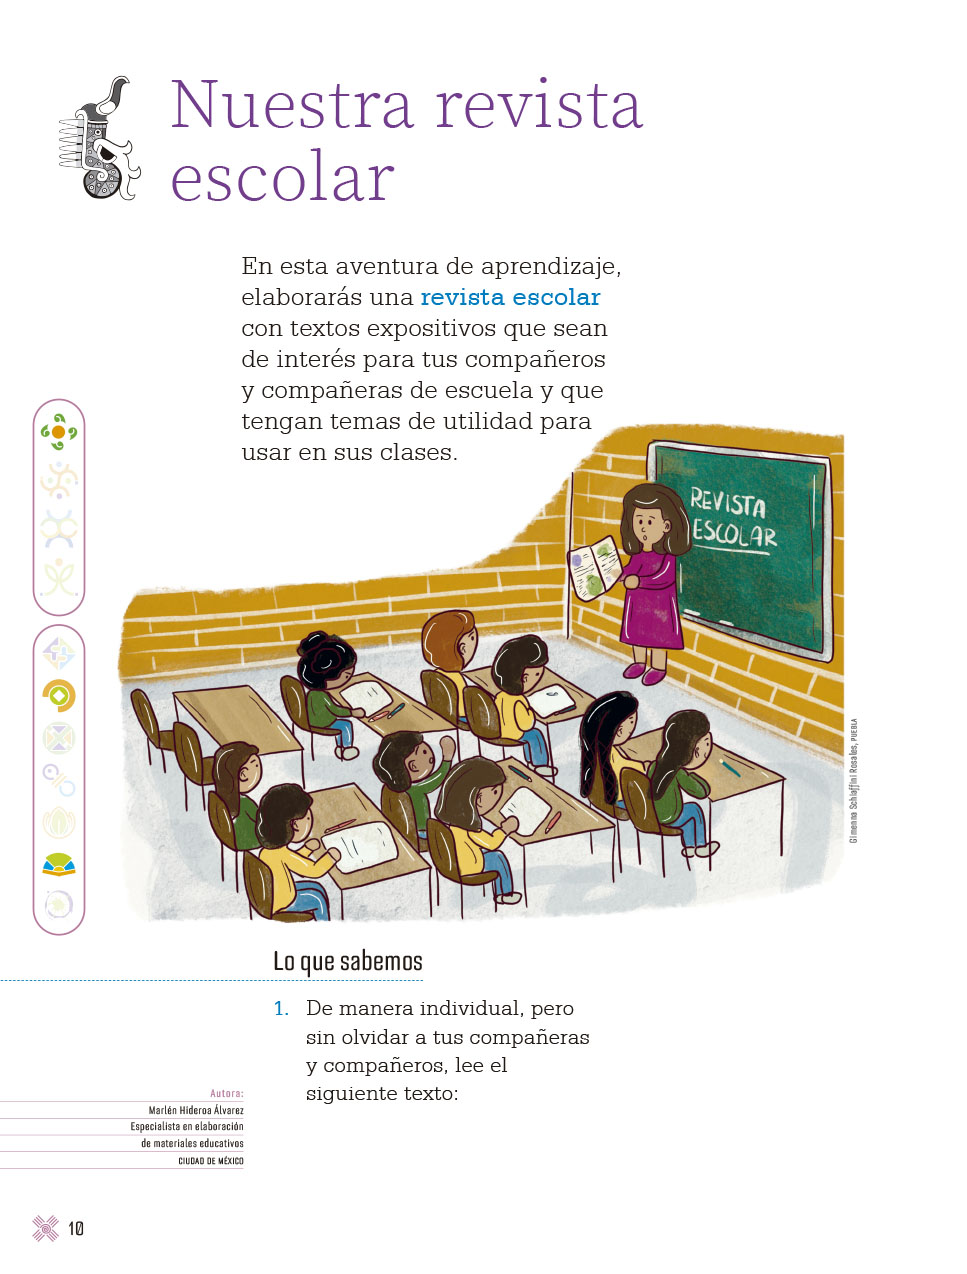 Nuestra revista
escolar
En esta aventura de aprendizaje,
elaborarás una revista escolar
con textos expositivos que sean
de interés para tus compañeros
y compañeras de escuela y que
tengan temas de utilidad para
usar en sus clases.
REVISTA
ESCOLAR
Gimenna Schiaffini Rosales, PUEBLA
Lo que sabemos
1. De manera individual, pero
sin olvidar a tus compañeras
y compañeros, lee el
siguiente texto:
Autora:
Marlén Hideroa Álvarez
Especialista en elaboración
de materiales educativos
CIUDAD DE MÉXICO
10